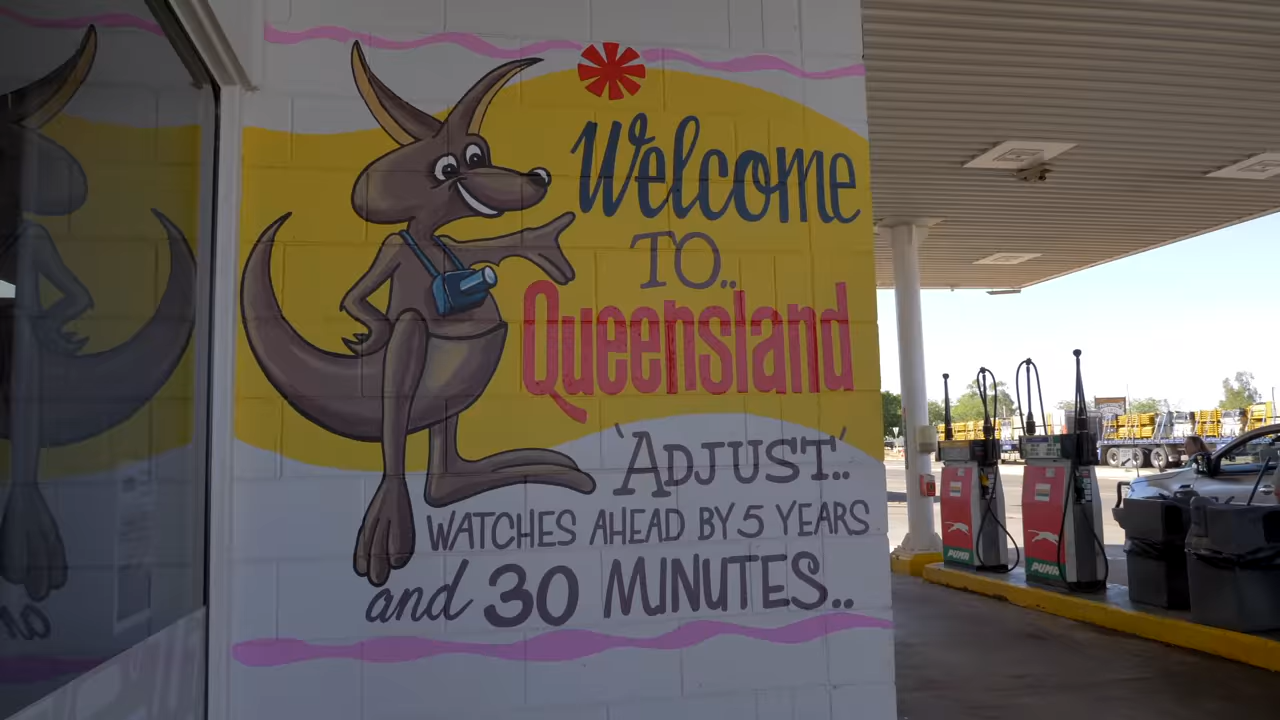 Welcome
TO..
Queensland
'ADJUST'..
WATCHES AHEAD BY 5 YEARS
and 30 MINUTES..
PUMA
PUMA